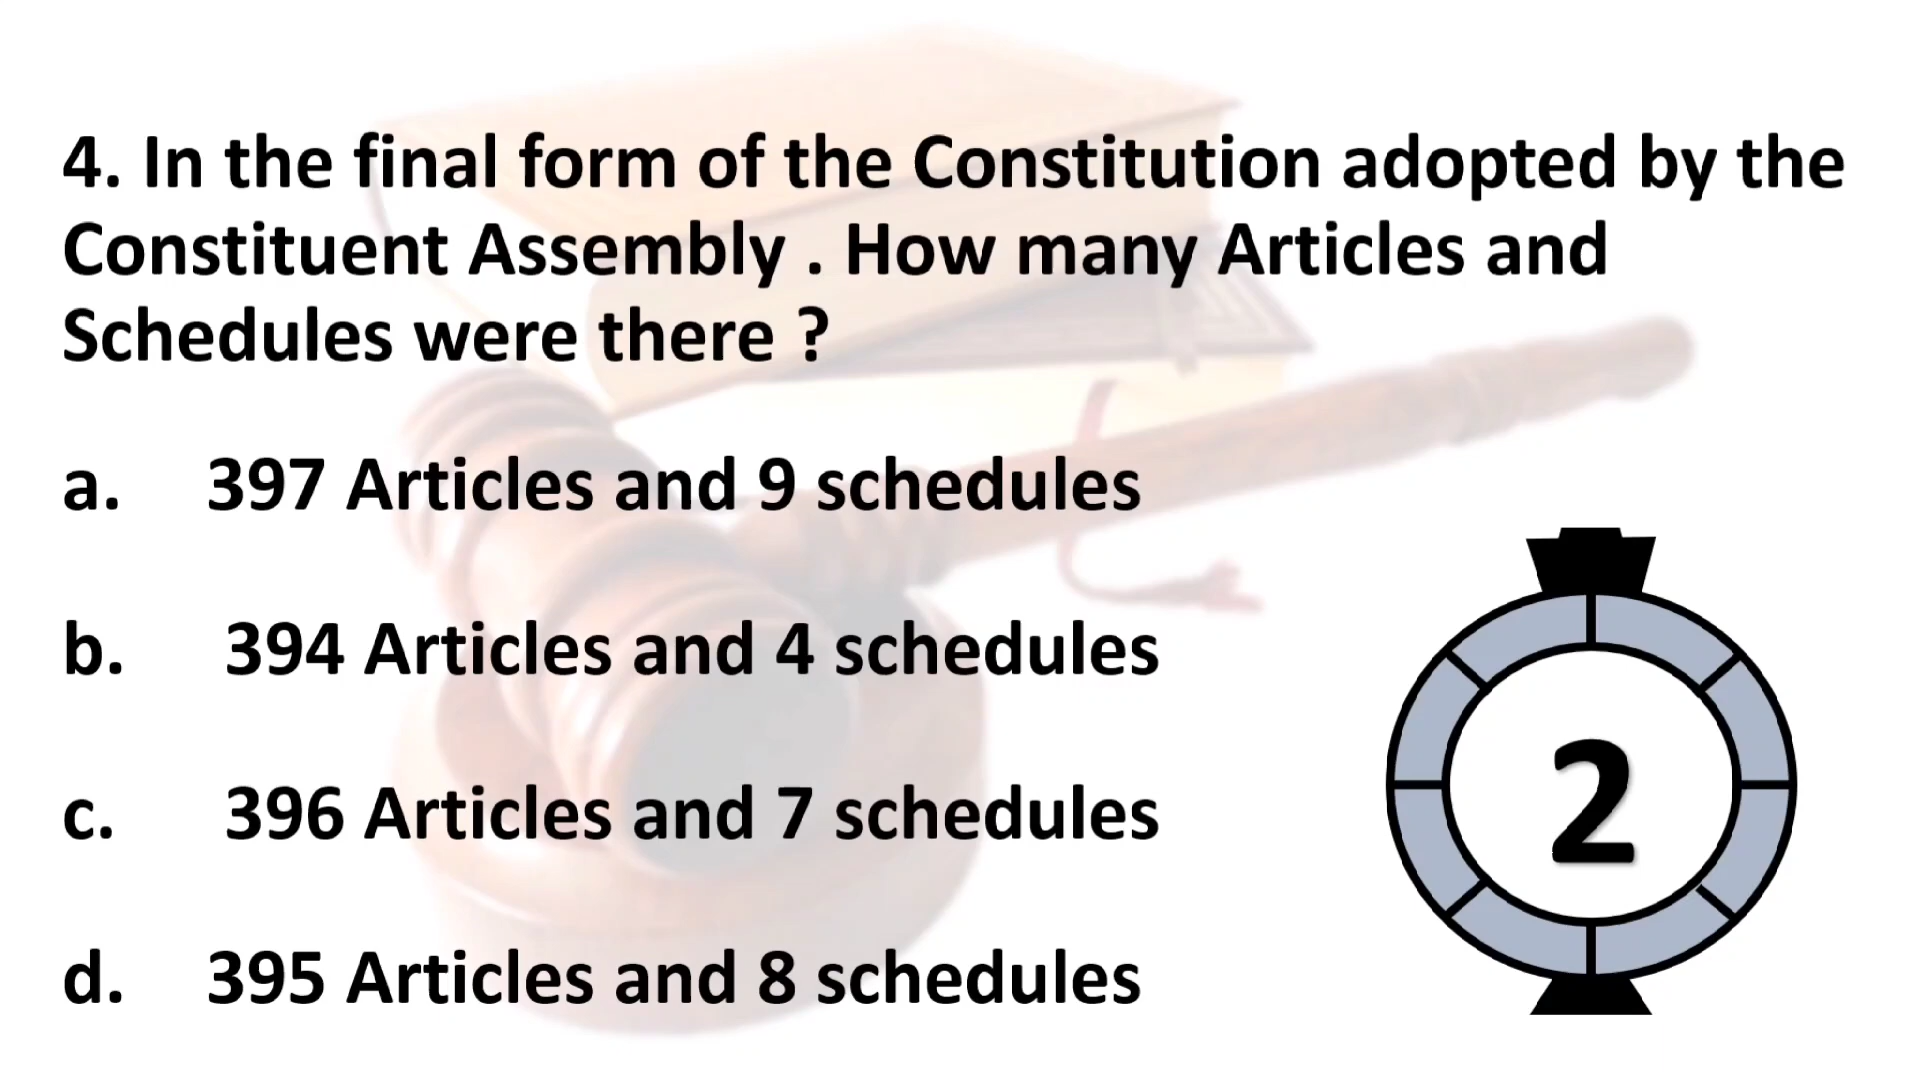 4. In the final form of the Constitution adopted by the
Constituent Assembly . How many Articles and
Schedules were there ?
a. 397 Articles and 9 schedules
b. 394 Articles and 4 schedules
c. 396 Articles and 7 schedules
2
d. 395 Articles and 8 schedules